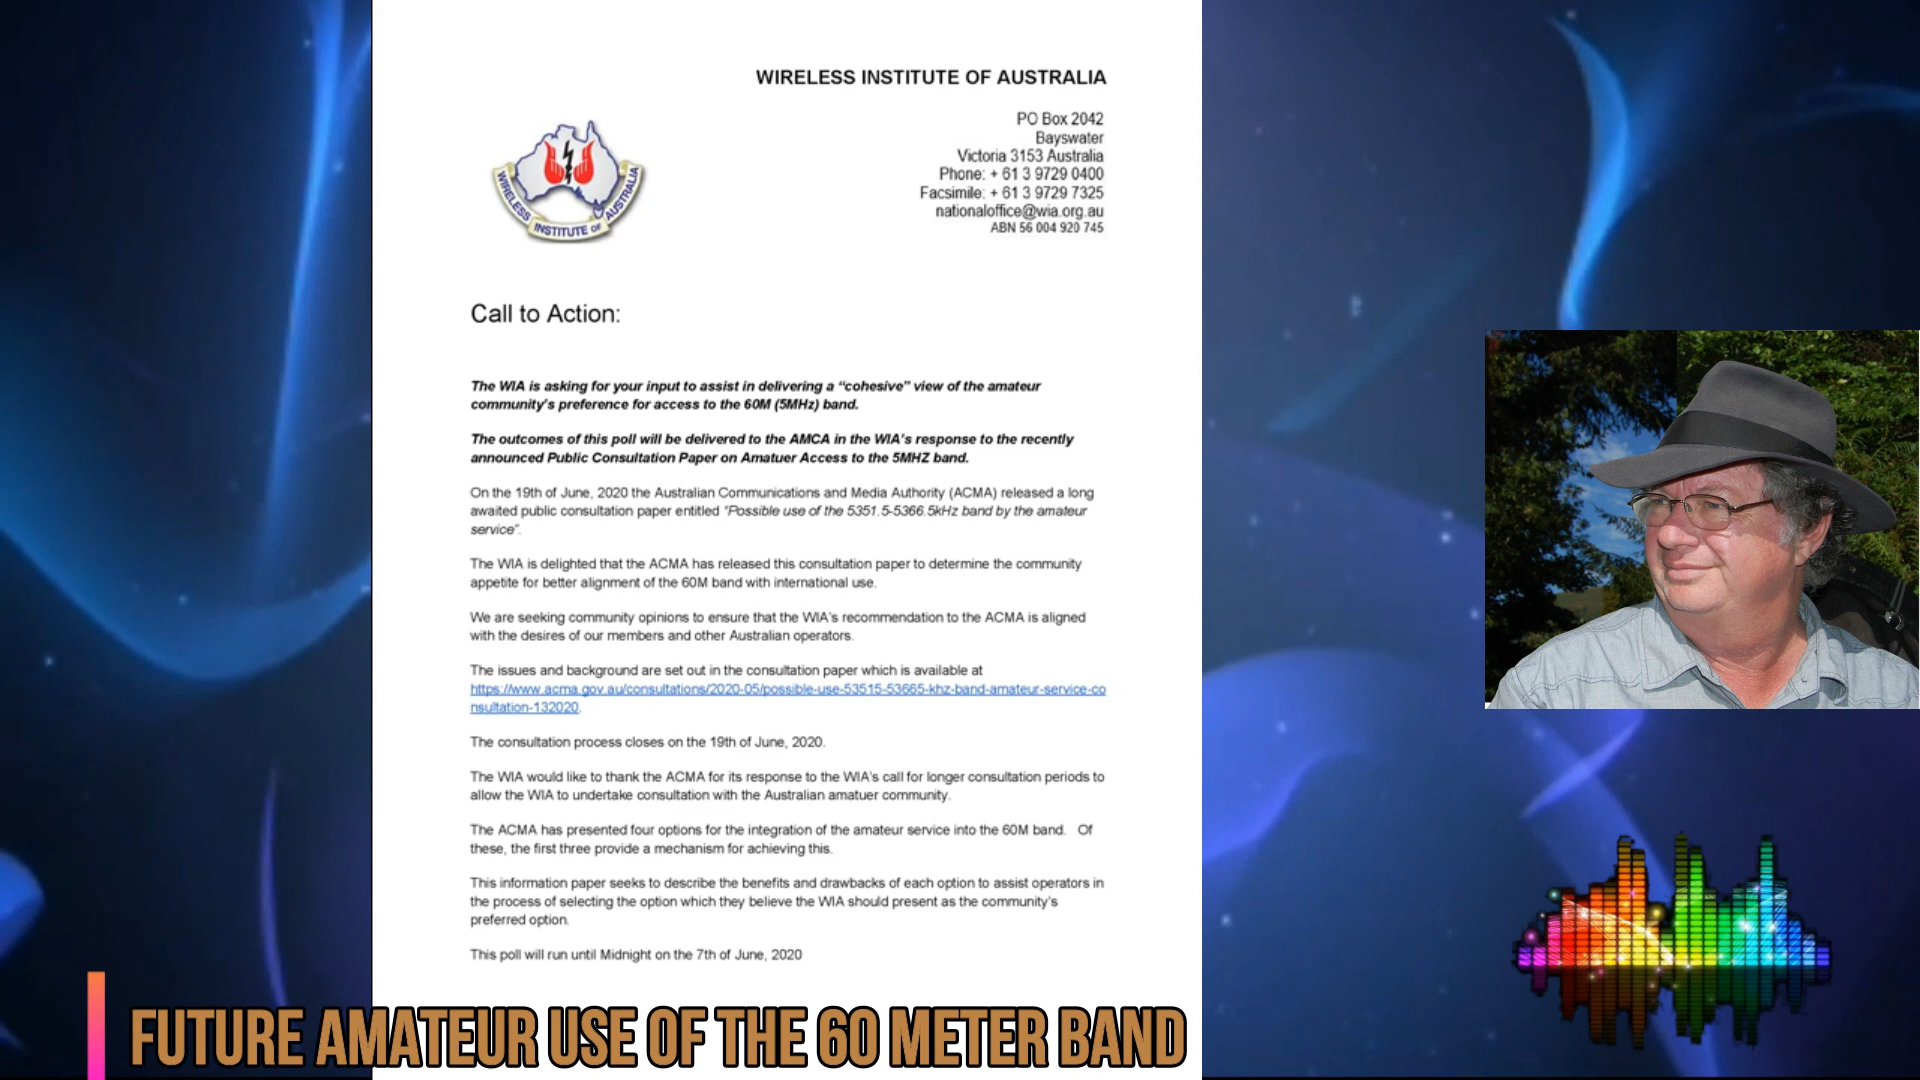 WIRELESS INSTITUTE OF AUSTRALIA
PO Box 2042
Bayswater
Victoria 3153 Australia
Phone: + 61 3 9729 0400
Facsimile: + 61 3 9729 7325
nationaloffice@wia.org.au
ABN 56 004 920 745
WIRELESS INSTITUTE OF AUSTRALIA
Call to Action:
The WIA is asking for your input to assist in delivering a “cohesive” view of the amateur
community’s preference for access to the 60M (5MHz) band.
The outcomes of this poll will be delivered to the AMCA in the WIA’s response to the recently
announced Public Consultation Paper on Amatuer Access to the 5MHZ band.
On the 19th of June, 2020 the Australian Communications and Media Authority (ACMA) released a long
awaited public consultation paper entitled “Possible use of the 5351.5-5366.5kHz band by the amateur
service”.
The WIA is delighted that the ACMA has released this consultation paper to determine the community
appetite for better alignment of the 60M band with international use.
We are seeking community opinions to ensure that the WIA’s recommendation to the ACMA is aligned
with the desires of our members and other Australian operators.
The issues and background are set out in the consultation paper which is available at
https://www.acma.gov.au/consultations/2020-05/possible-use-53515-53665-khz-band-amateur-service-co
nsultation-132020.
The consultation process closes on the 19th of June, 2020.
The WIA would like to thank the ACMA for its response to the WIA’s call for longer consultation periods to
allow the WIA to undertake consultation with the Australian amatuer community.
The ACMA has presented four options for the integration of the amateur service into the 60M band. Of
these, the first three provide a mechanism for achieving this.
This information paper seeks to describe the benefits and drawbacks of each option to assist operators in
the process of selecting the option which they believe the WIA should present as the community’s
preferred option.
This poll will run until Midnight on the 7th of June, 2020
FUTURE AMATEUR USE OF THE 60 METER BAND